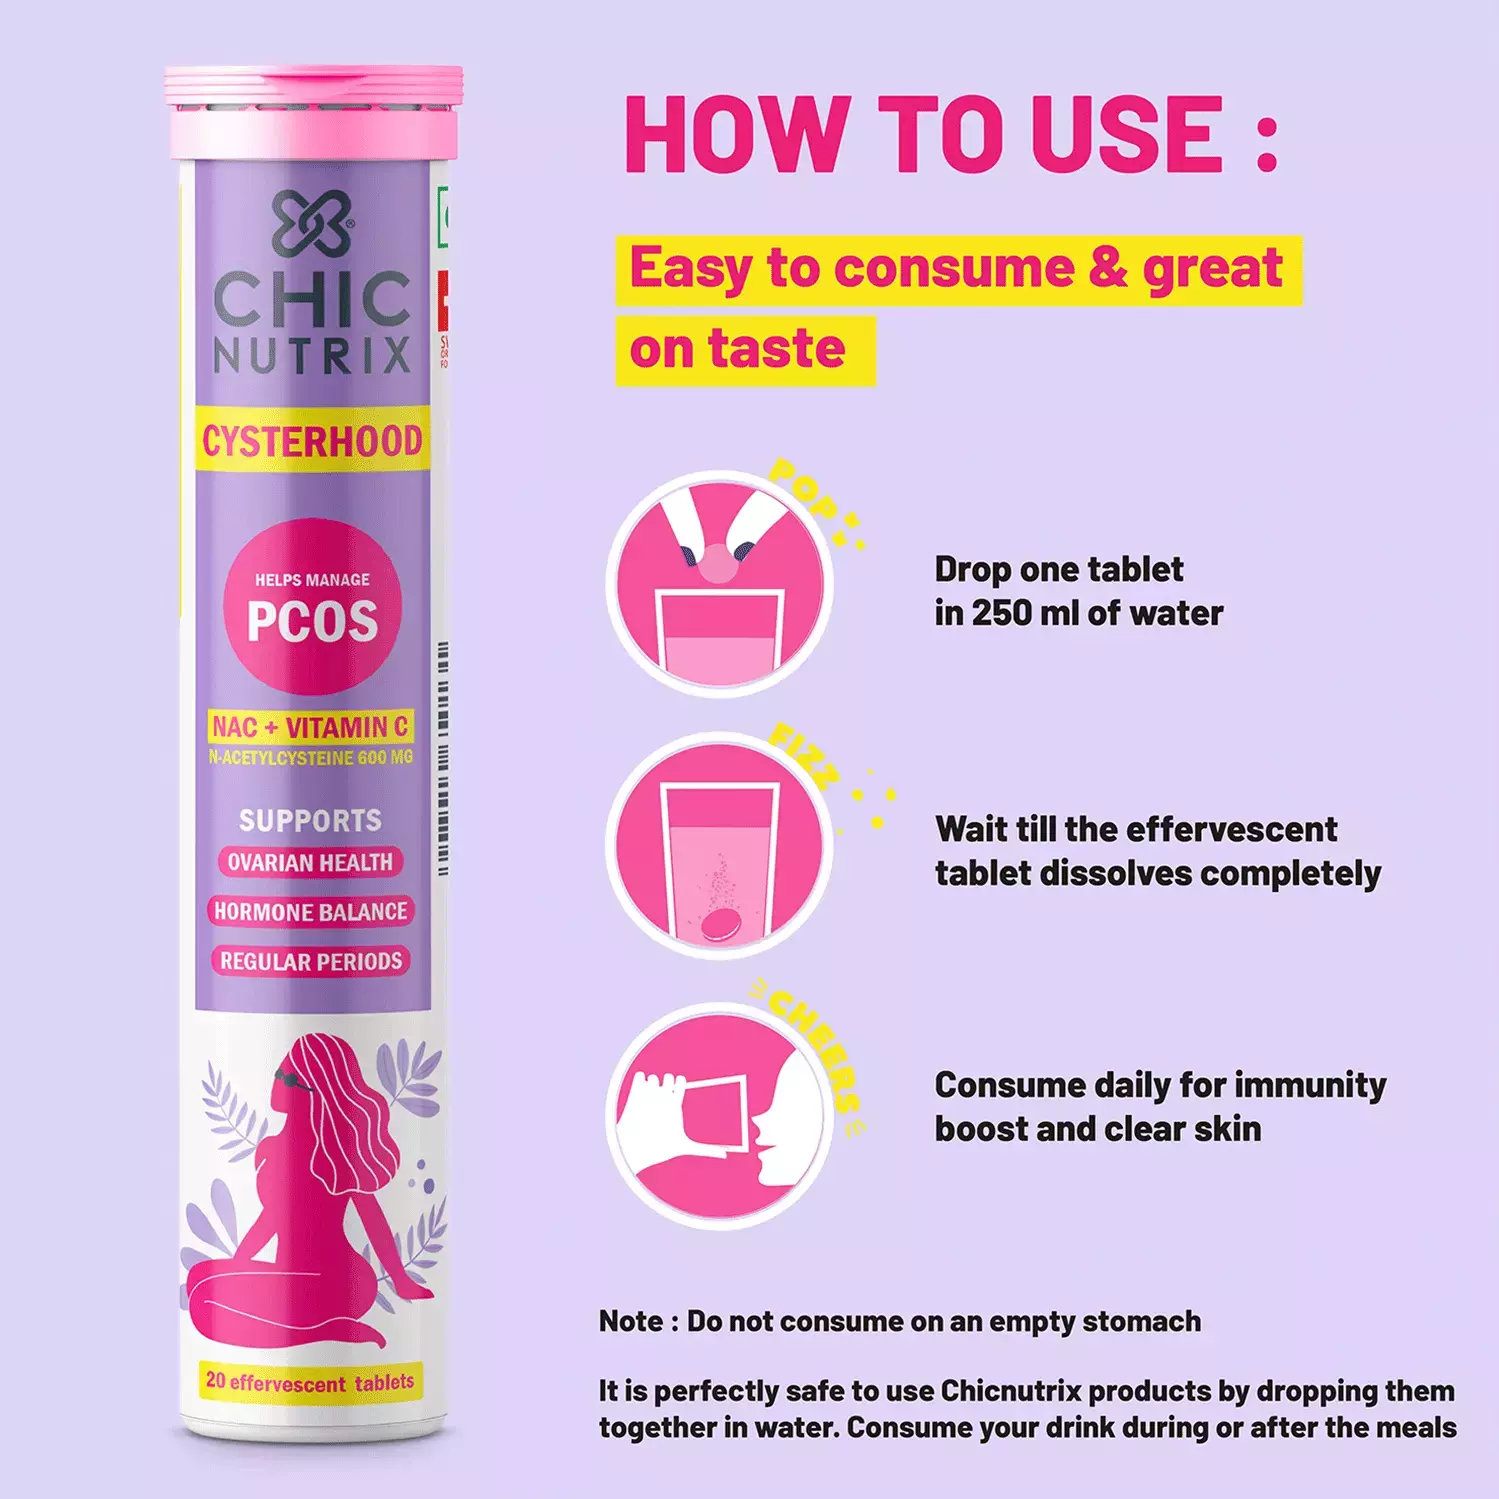 CHIC
NUTRIX
CYSTERHOOD
HELPS MANAGE
PCOS
NAC + VITAMIN C
N-ACETYLCYSTEINE 600 MG
SUPPORTS
OVARIAN HEALTH
HORMONE BALANCE
REGULAR PERIODS
20 effervescent tablets
HOW TO USE :
Easy to consume & great
on taste
POP
Drop one tablet
in 250 ml of water
FIZZ
Wait till the effervescent
tablet dissolves completely
CHEERS
Consume daily for immunity
boost and clear skin
Note : Do not consume on an empty stomach
It is perfectly safe to use Chicnutrix products by dropping them
together in water. Consume your drink during or after the meals